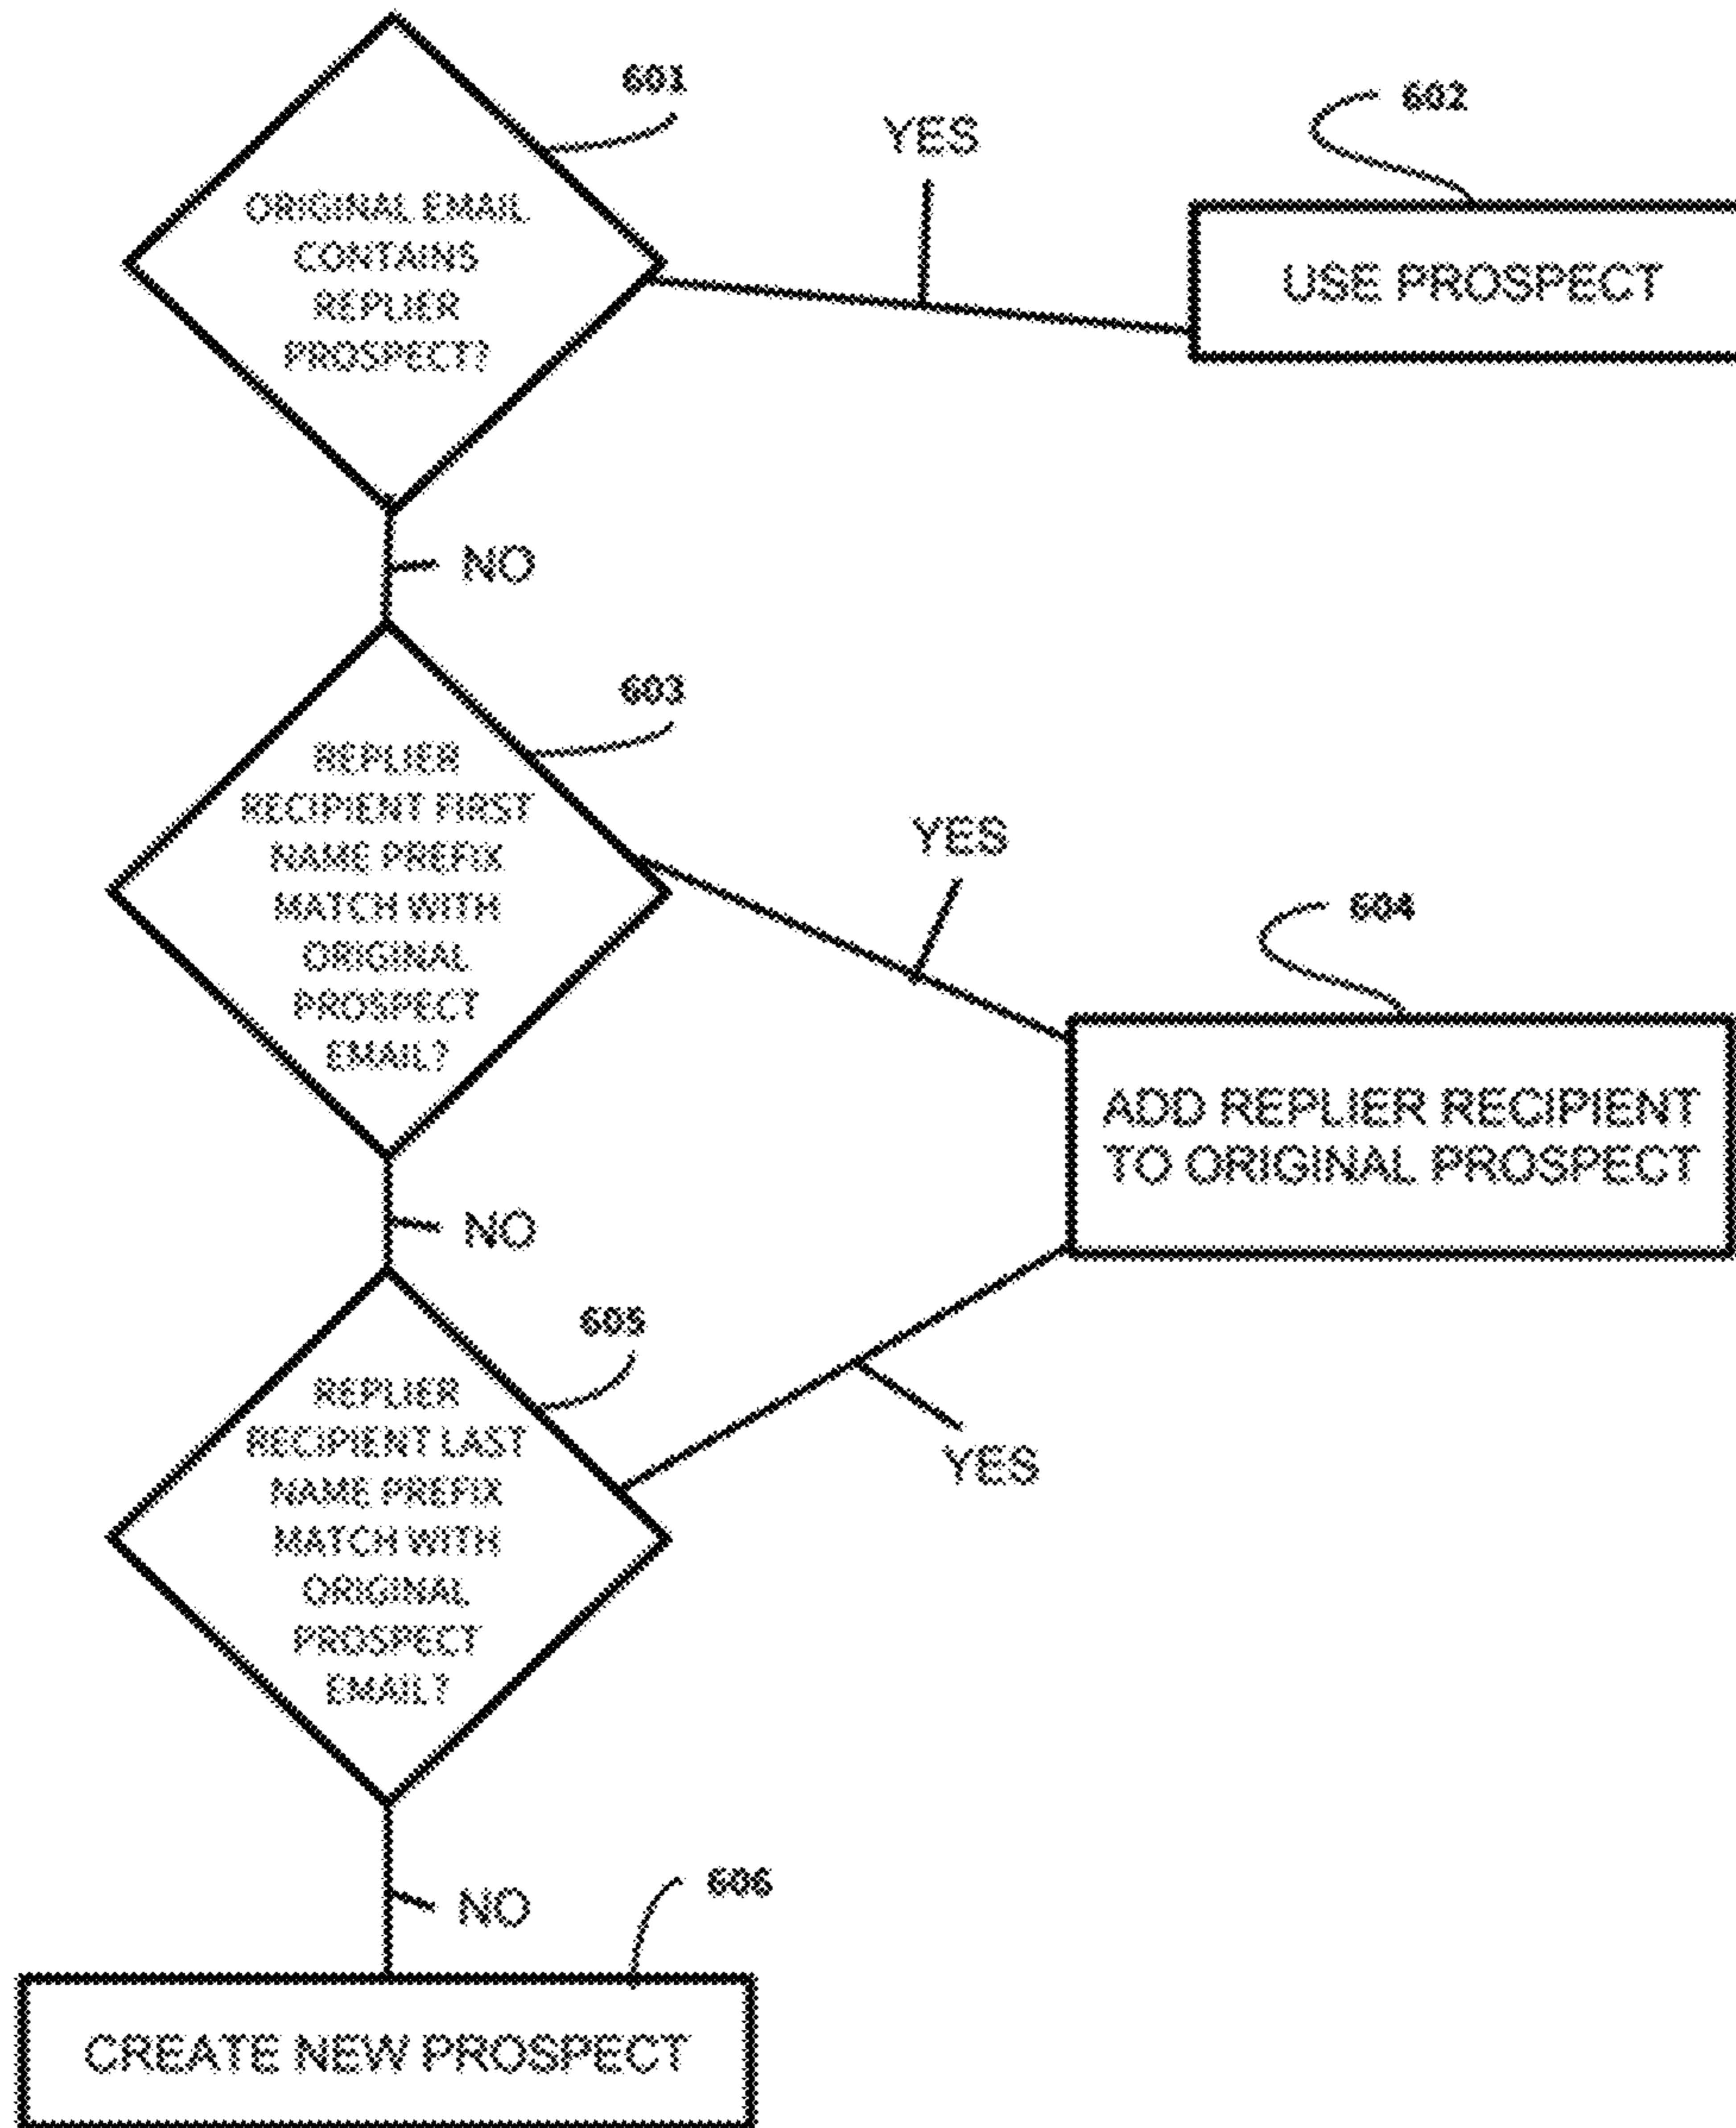 601
ORIGINAL EMAIL
CONTAINS
REPLIER
PROSPECT?
YES
602
USE PROSPECT
NO
603
REPLIER
RECIPIENT FIRST
NAME PREFIX
MATCH WITH
ORIGINAL
PROSPECT
EMAIL?
YES
604
ADD REPLIER RECIPIENT
TO ORIGINAL PROSPECT
NO
605
REPLIER
RECIPIENT LAST
NAME PREFIX
MATCH WITH
ORIGINAL
PROSPECT
EMAIL?
YES
NO
606
CREATE NEW PROSPECT